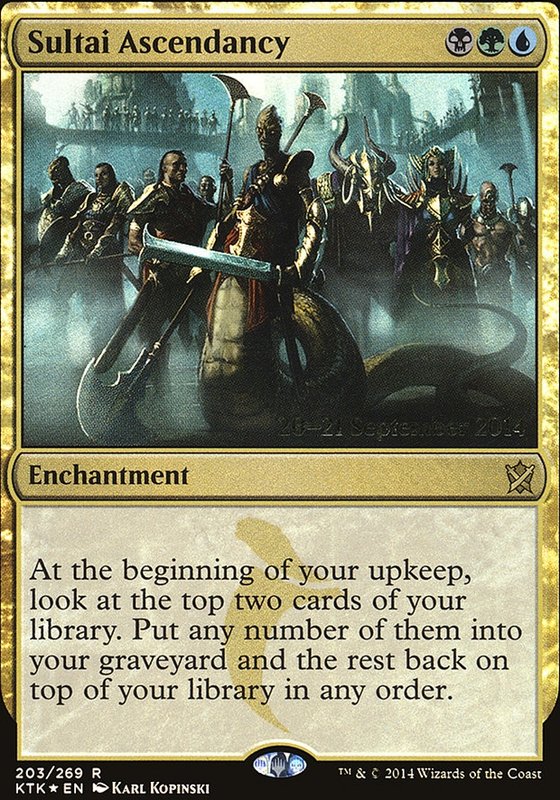 Sultai Ascendancy
20–21 September 2014
Enchantment
At the beginning of your upkeep,
look at the top two cards of your
library. Put any number of them into
your graveyard and the rest back on
top of your library in any order.
203/269 R
KTK ★ EN Karl Kopinski
™ & © 2014 Wizards of the Coast